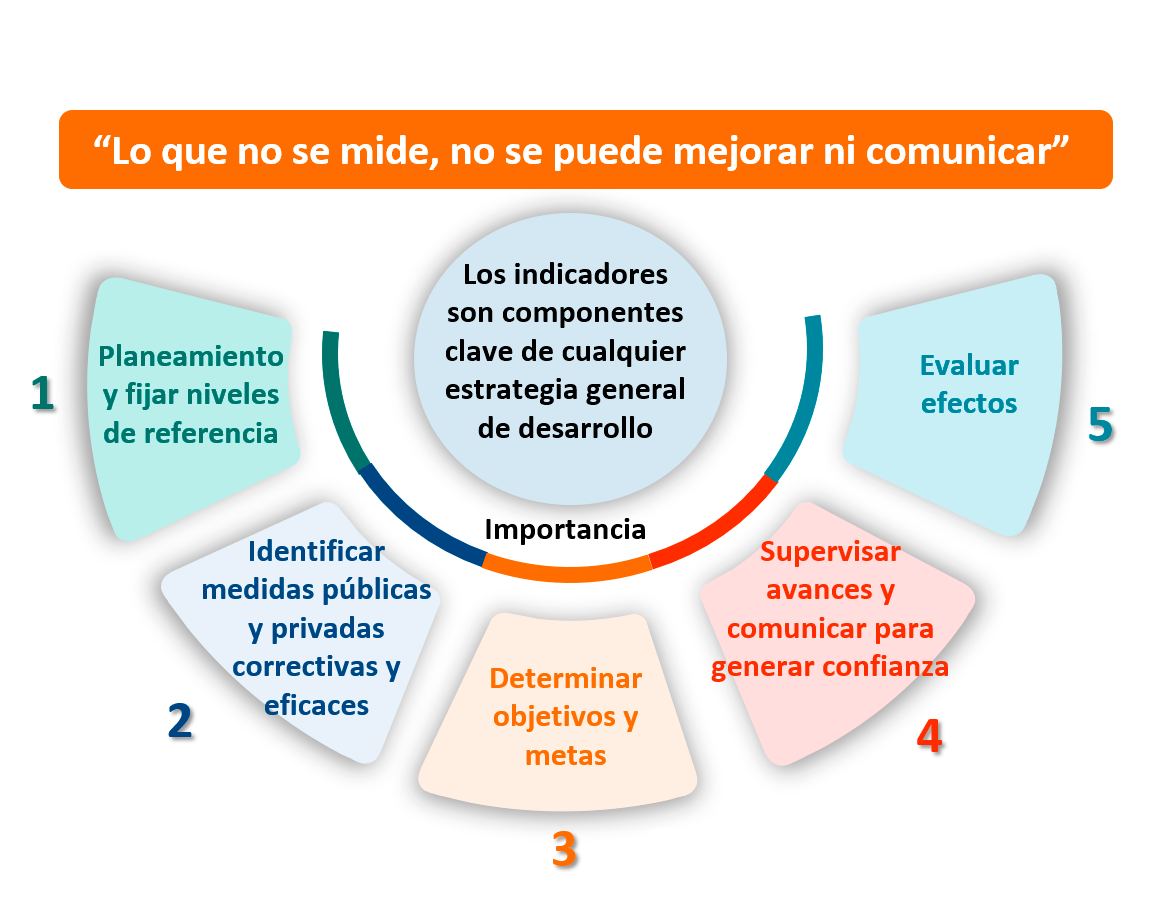 “Lo que no se mide, no se puede mejorar ni comunicar”
Los indicadores
son componentes
clave de cualquier
estrategia general
de desarrollo
Importancia
1
Planeamiento
y fijar niveles
de referencia
2
Identificar
medidas públicas
y privadas
correctivas y
eficaces
3
Determinar
objetivos y
metas
4
Supervisar
avances y
comunicar para
generar confianza
5
Evaluar
efectos